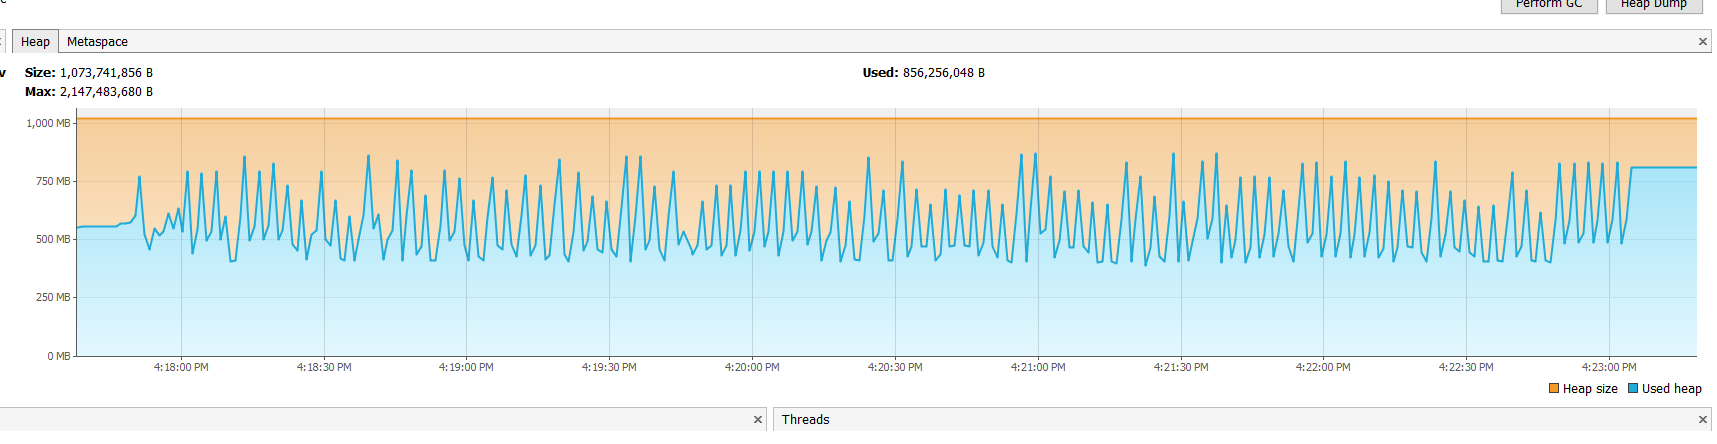 Perform GC Heap Dump
Heap Metaspace
Size: 1,073,741,856 B Used: 856,256,048 B
Max: 2,147,483,680 B
1,000 MB
750 MB
500 MB
250 MB
0 MB
4:18:00 PM 4:18:30 PM 4:19:00 PM 4:19:30 PM 4:20:00 PM 4:20:30 PM 4:21:00 PM 4:21:30 PM 4:22:00 PM 4:22:30 PM 4:23:00 PM
Heap size Used heap
Threads